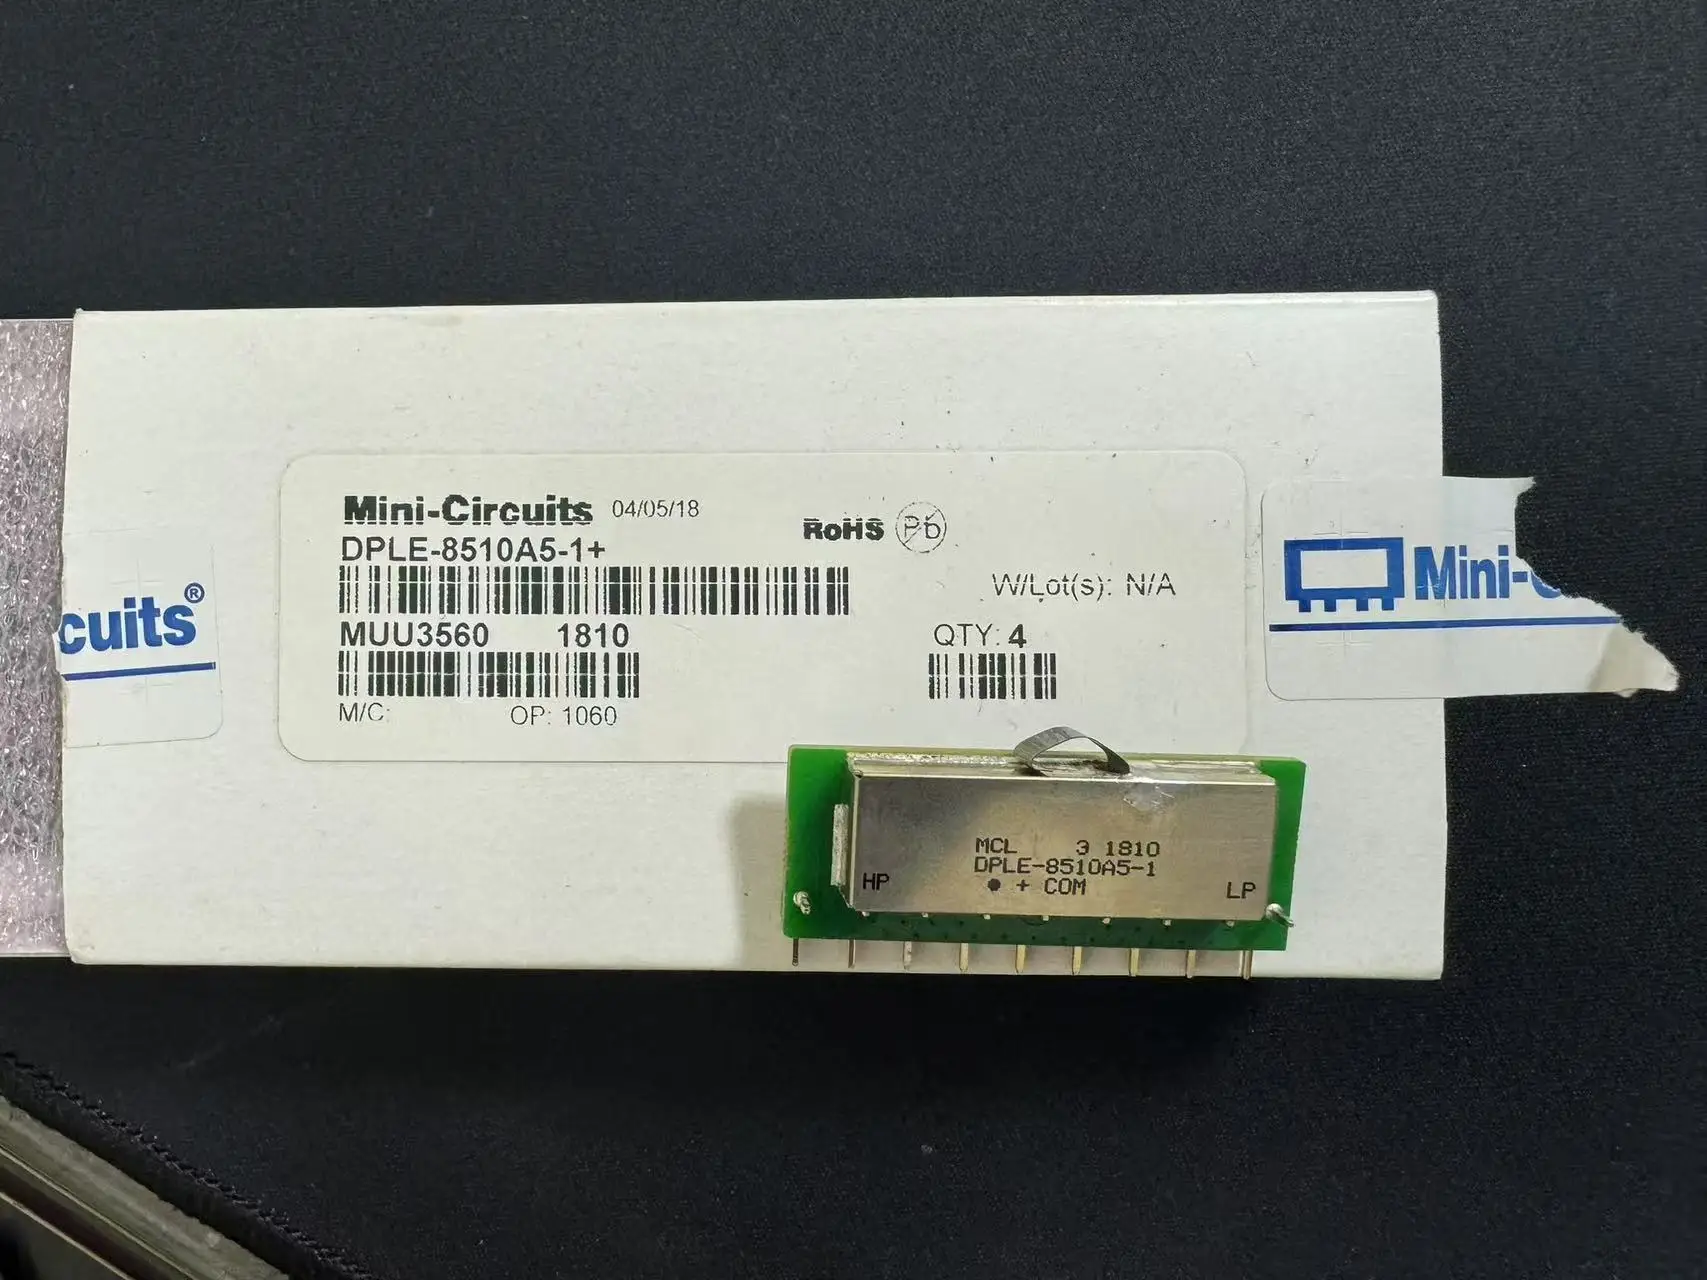 Mini-Circuits 04/05/18
DPLE-8510A5-1+
RoHS Pb
W/Lot(s): N/A
MUU3560 1810
QTY: 4
M/C: OP: 1060
cuits®
Mini-C
MCL 3 1810
DPLE-8510A5-1
+ COM
HP
LP